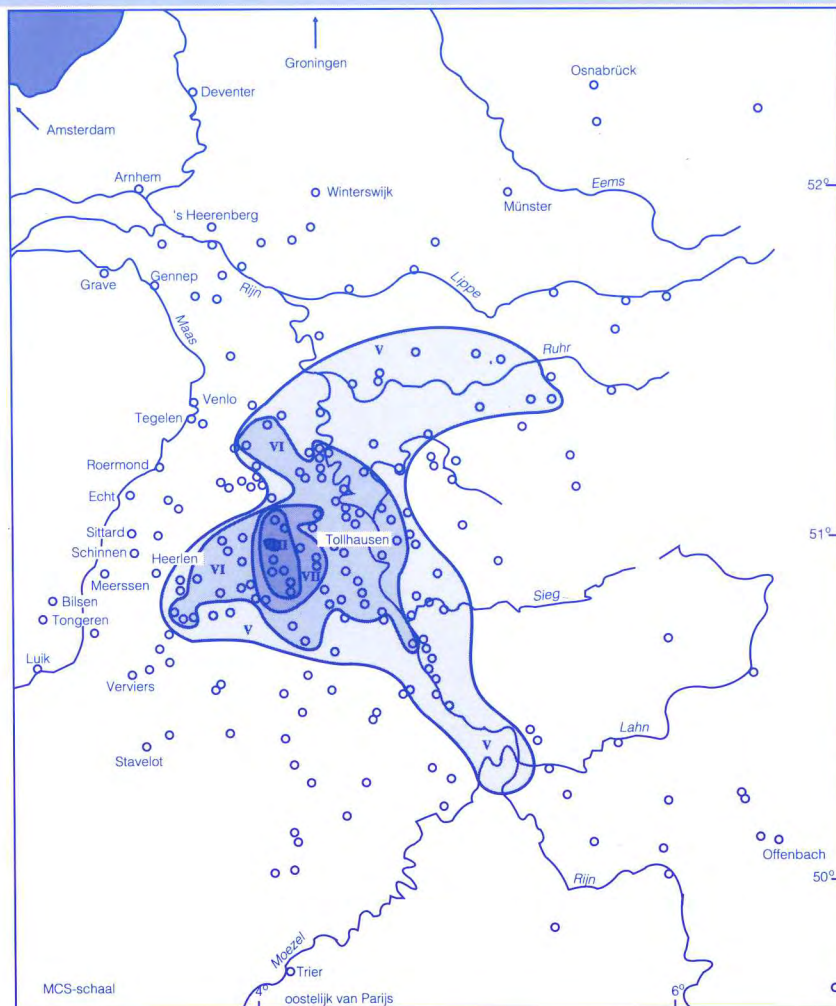 Groningen
Osnabrück
Deventer
Amsterdam
Arnhem
Winterswijk
Münster
Eems
52°
's Heerenberg
Grave
Gennep
Rijn
Lippe
Maas
V
Ruhr
Venlo
Tegelen
VI
Roermond
Echt
Sittard
Tollhausen
51°
Schinnen
Heerlen
VI
VII
Meerssen
Bilsen
Sieg
Tongeren
V
Luik
Verviers
Lahn
V
Stavelot
Offenbach
50°
Rijn
Moezel
Trier
MCS-schaal
4°
6°
oostelijk van Parijs